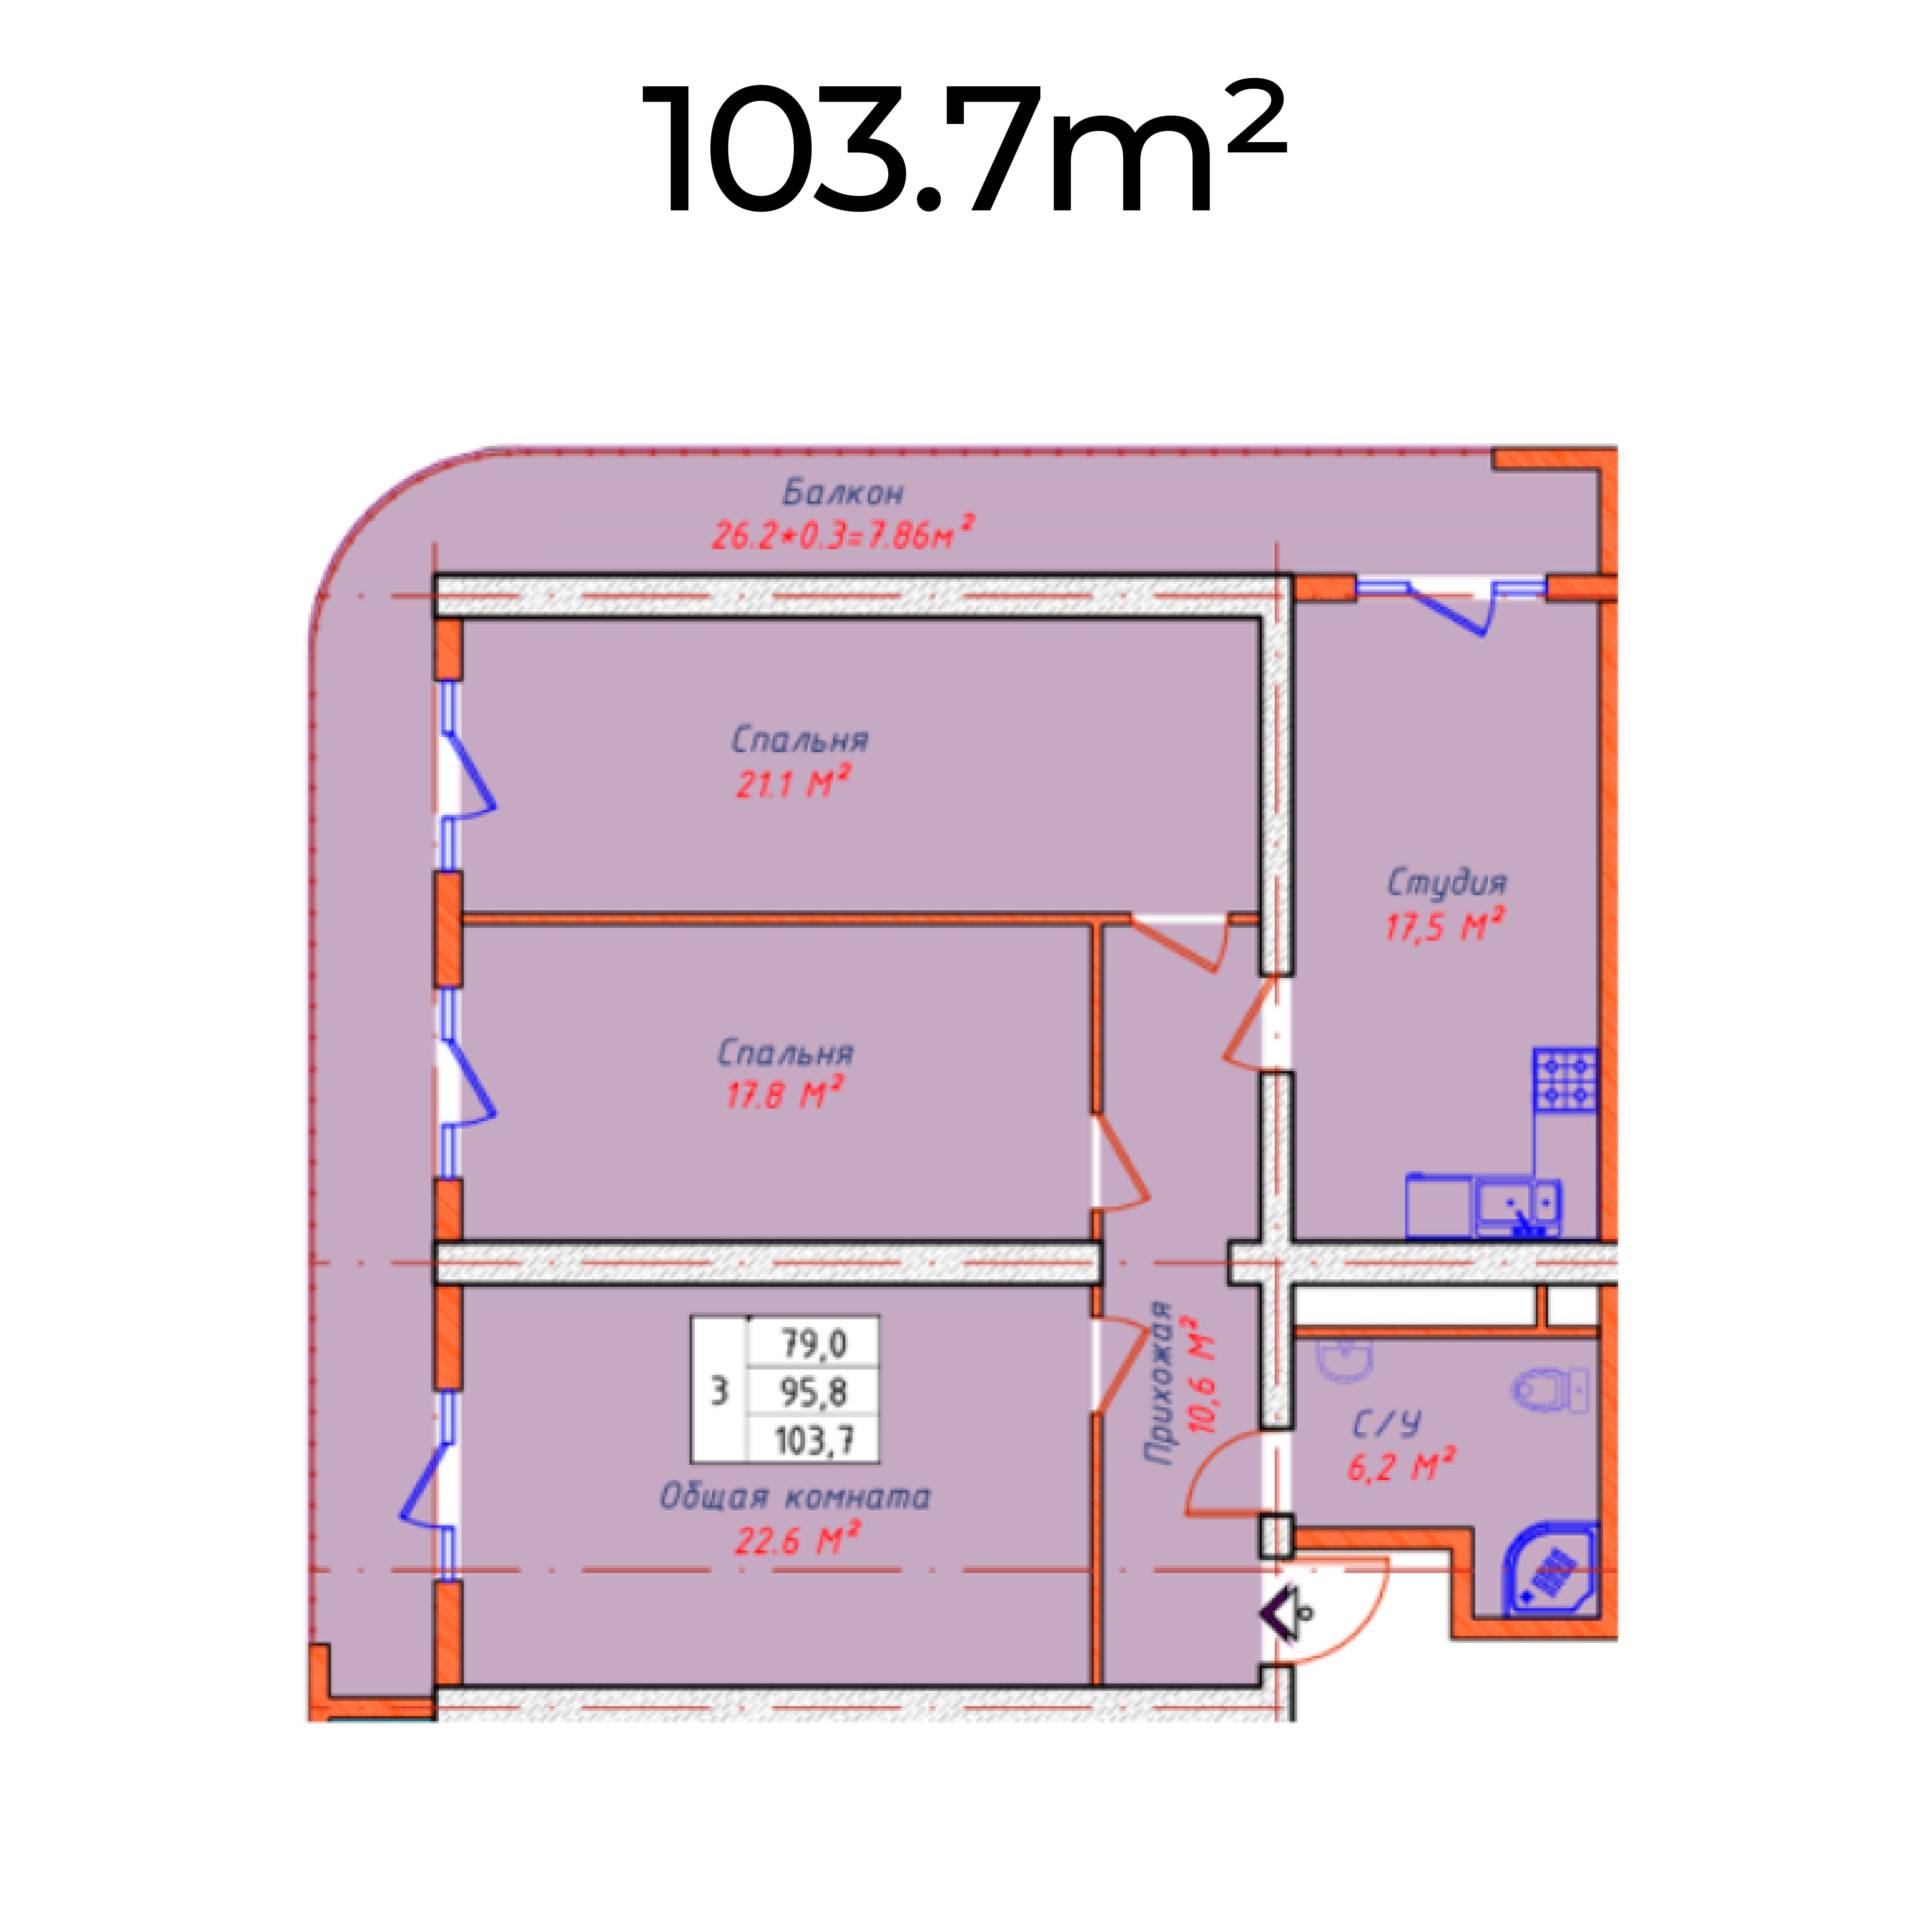 103.7m²
Балкон
26.2*0.3=7.86м²
Спальня
21.1 М²
Студия
17,5 М²
Спальня
17.8 М²
3
79,0
95,8
103,7
Прихожая
10,6 М²
С/У
6,2 М²
Общая комната
22.6 М²